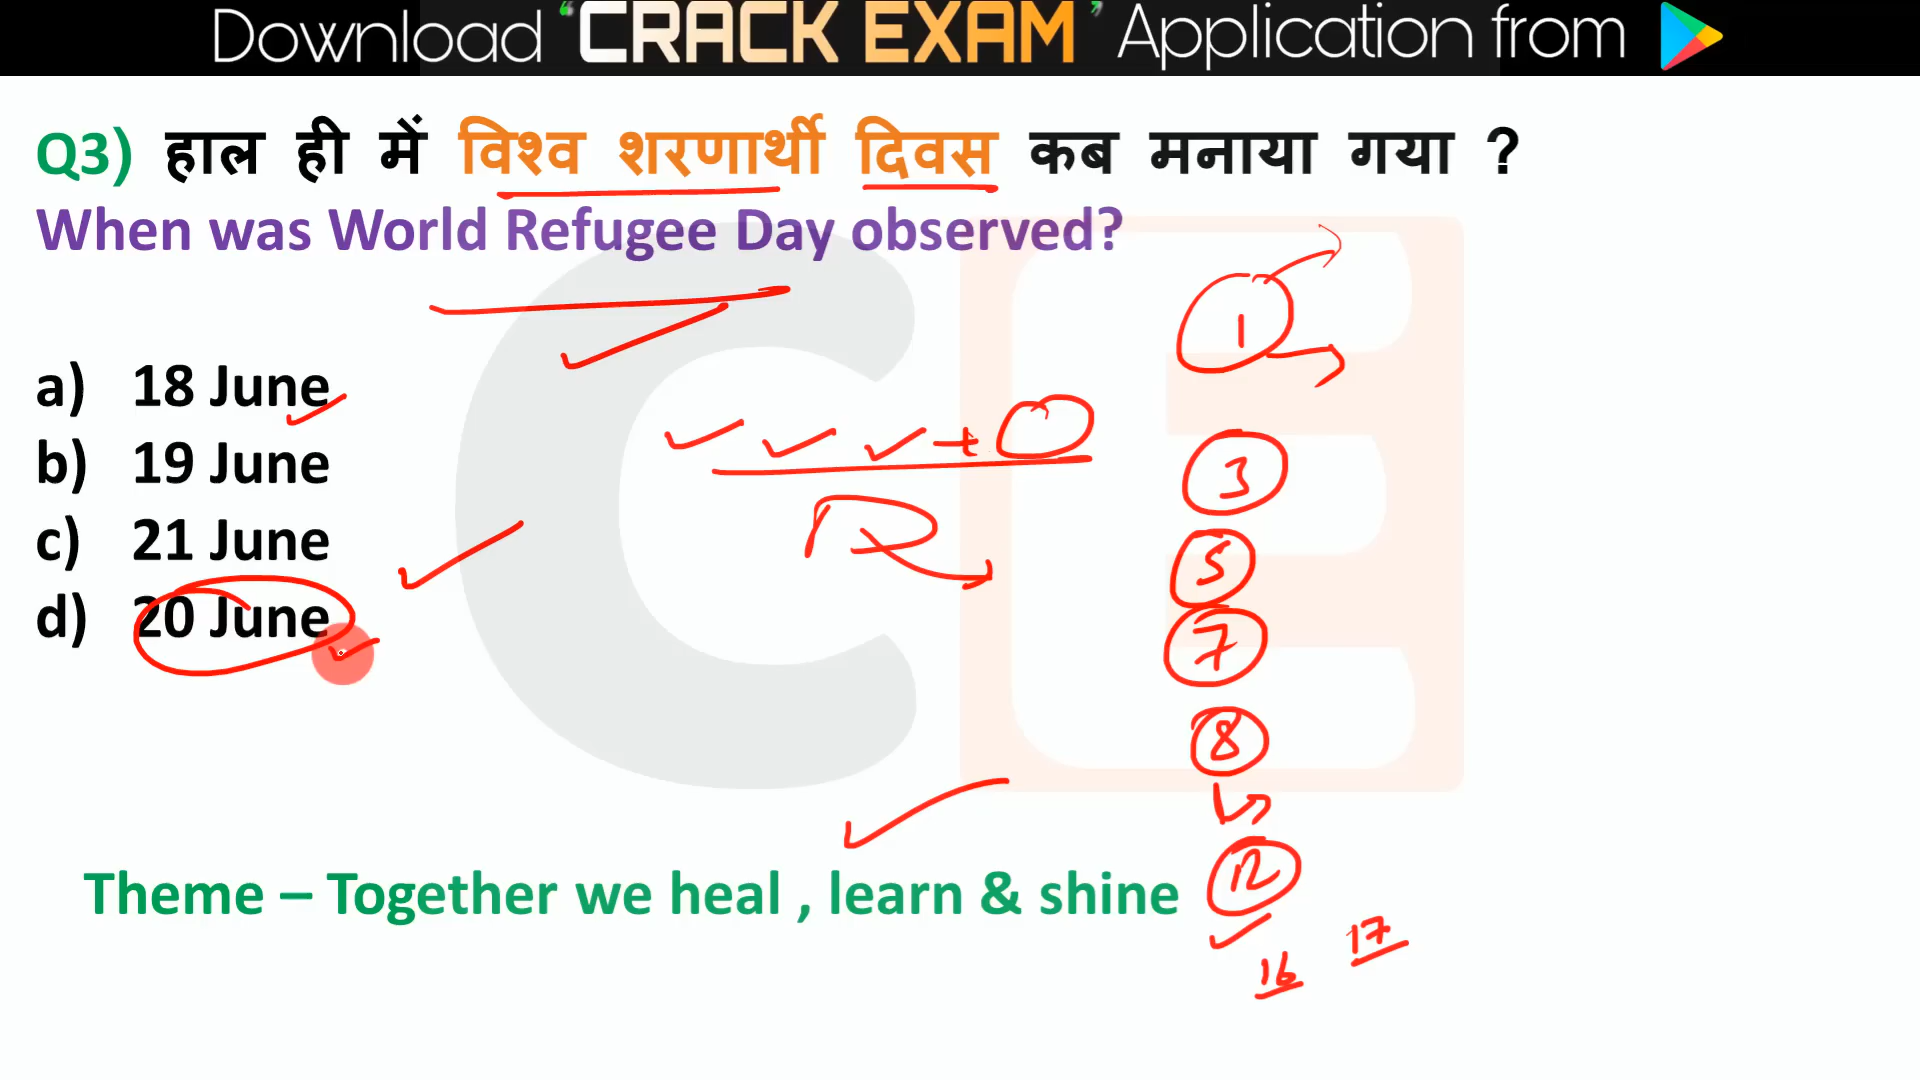 Download ‘CRACK EXAM’ Application from
Q3) हाल ही में विश्व शरणार्थी दिवस कब मनाया गया ?
When was World Refugee Day observed?
a) 18 June
b) 19 June
c) 21 June
d) 20 June
1
3
5
7
8
12
17
16
Theme – Together we heal , learn & shine